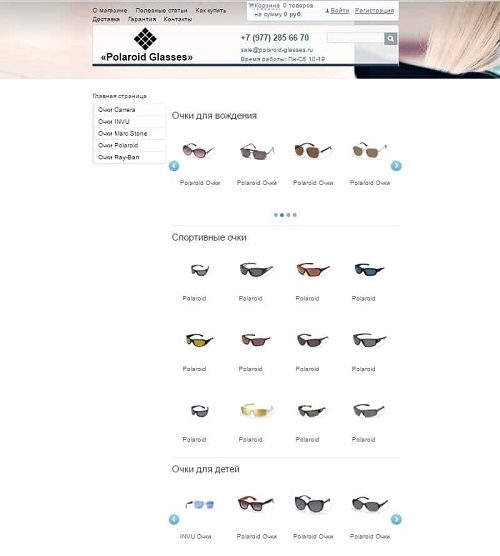 О магазине Полезные статьи Как купить
Доставка Гарантия Контакты
Корзина 0 товаров
на сумму 0 руб.
Войти Регистрация
«Polaroid Glasses»
+7 (977) 285 66 70
sale@polaroid-glasses.ru
Время работы: Пн-Сб 10-19
Главная страница
Очки Carrera
Очки INVU
Очки Marc Stone
Очки Polaroid
Очки Ray-Ban
Очки для вождения
Polaroid Очки Polaroid Очки Polaroid Очки Polaroid Очки
Спортивные очки
Polaroid Polaroid Polaroid Polaroid
Polaroid Polaroid Polaroid Polaroid
Polaroid Polaroid Polaroid Polaroid
Очки для детей
INVU Очки Polaroid Очки Polaroid Очки Polaroid Очки